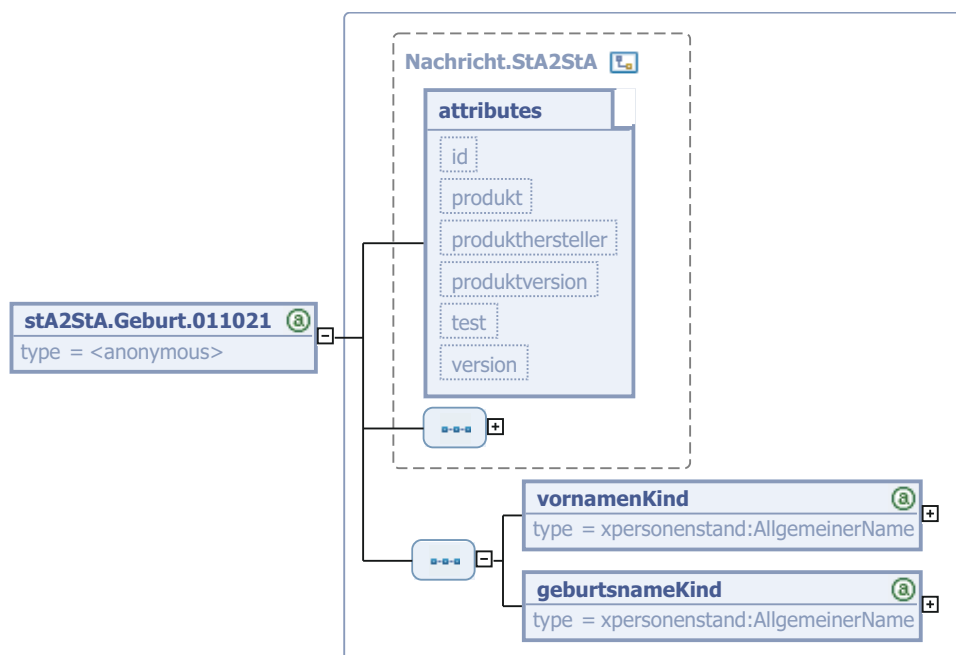 Nachricht.StA2StA
attributes
id
produkt
produkthersteller
produktversion
test
version
stA2StA.Geburt.011021
type = <anonymous>
vornamenKind
type = xpersonenstand:AllgemeinerName
geburtsnameKind
type = xpersonenstand:AllgemeinerName